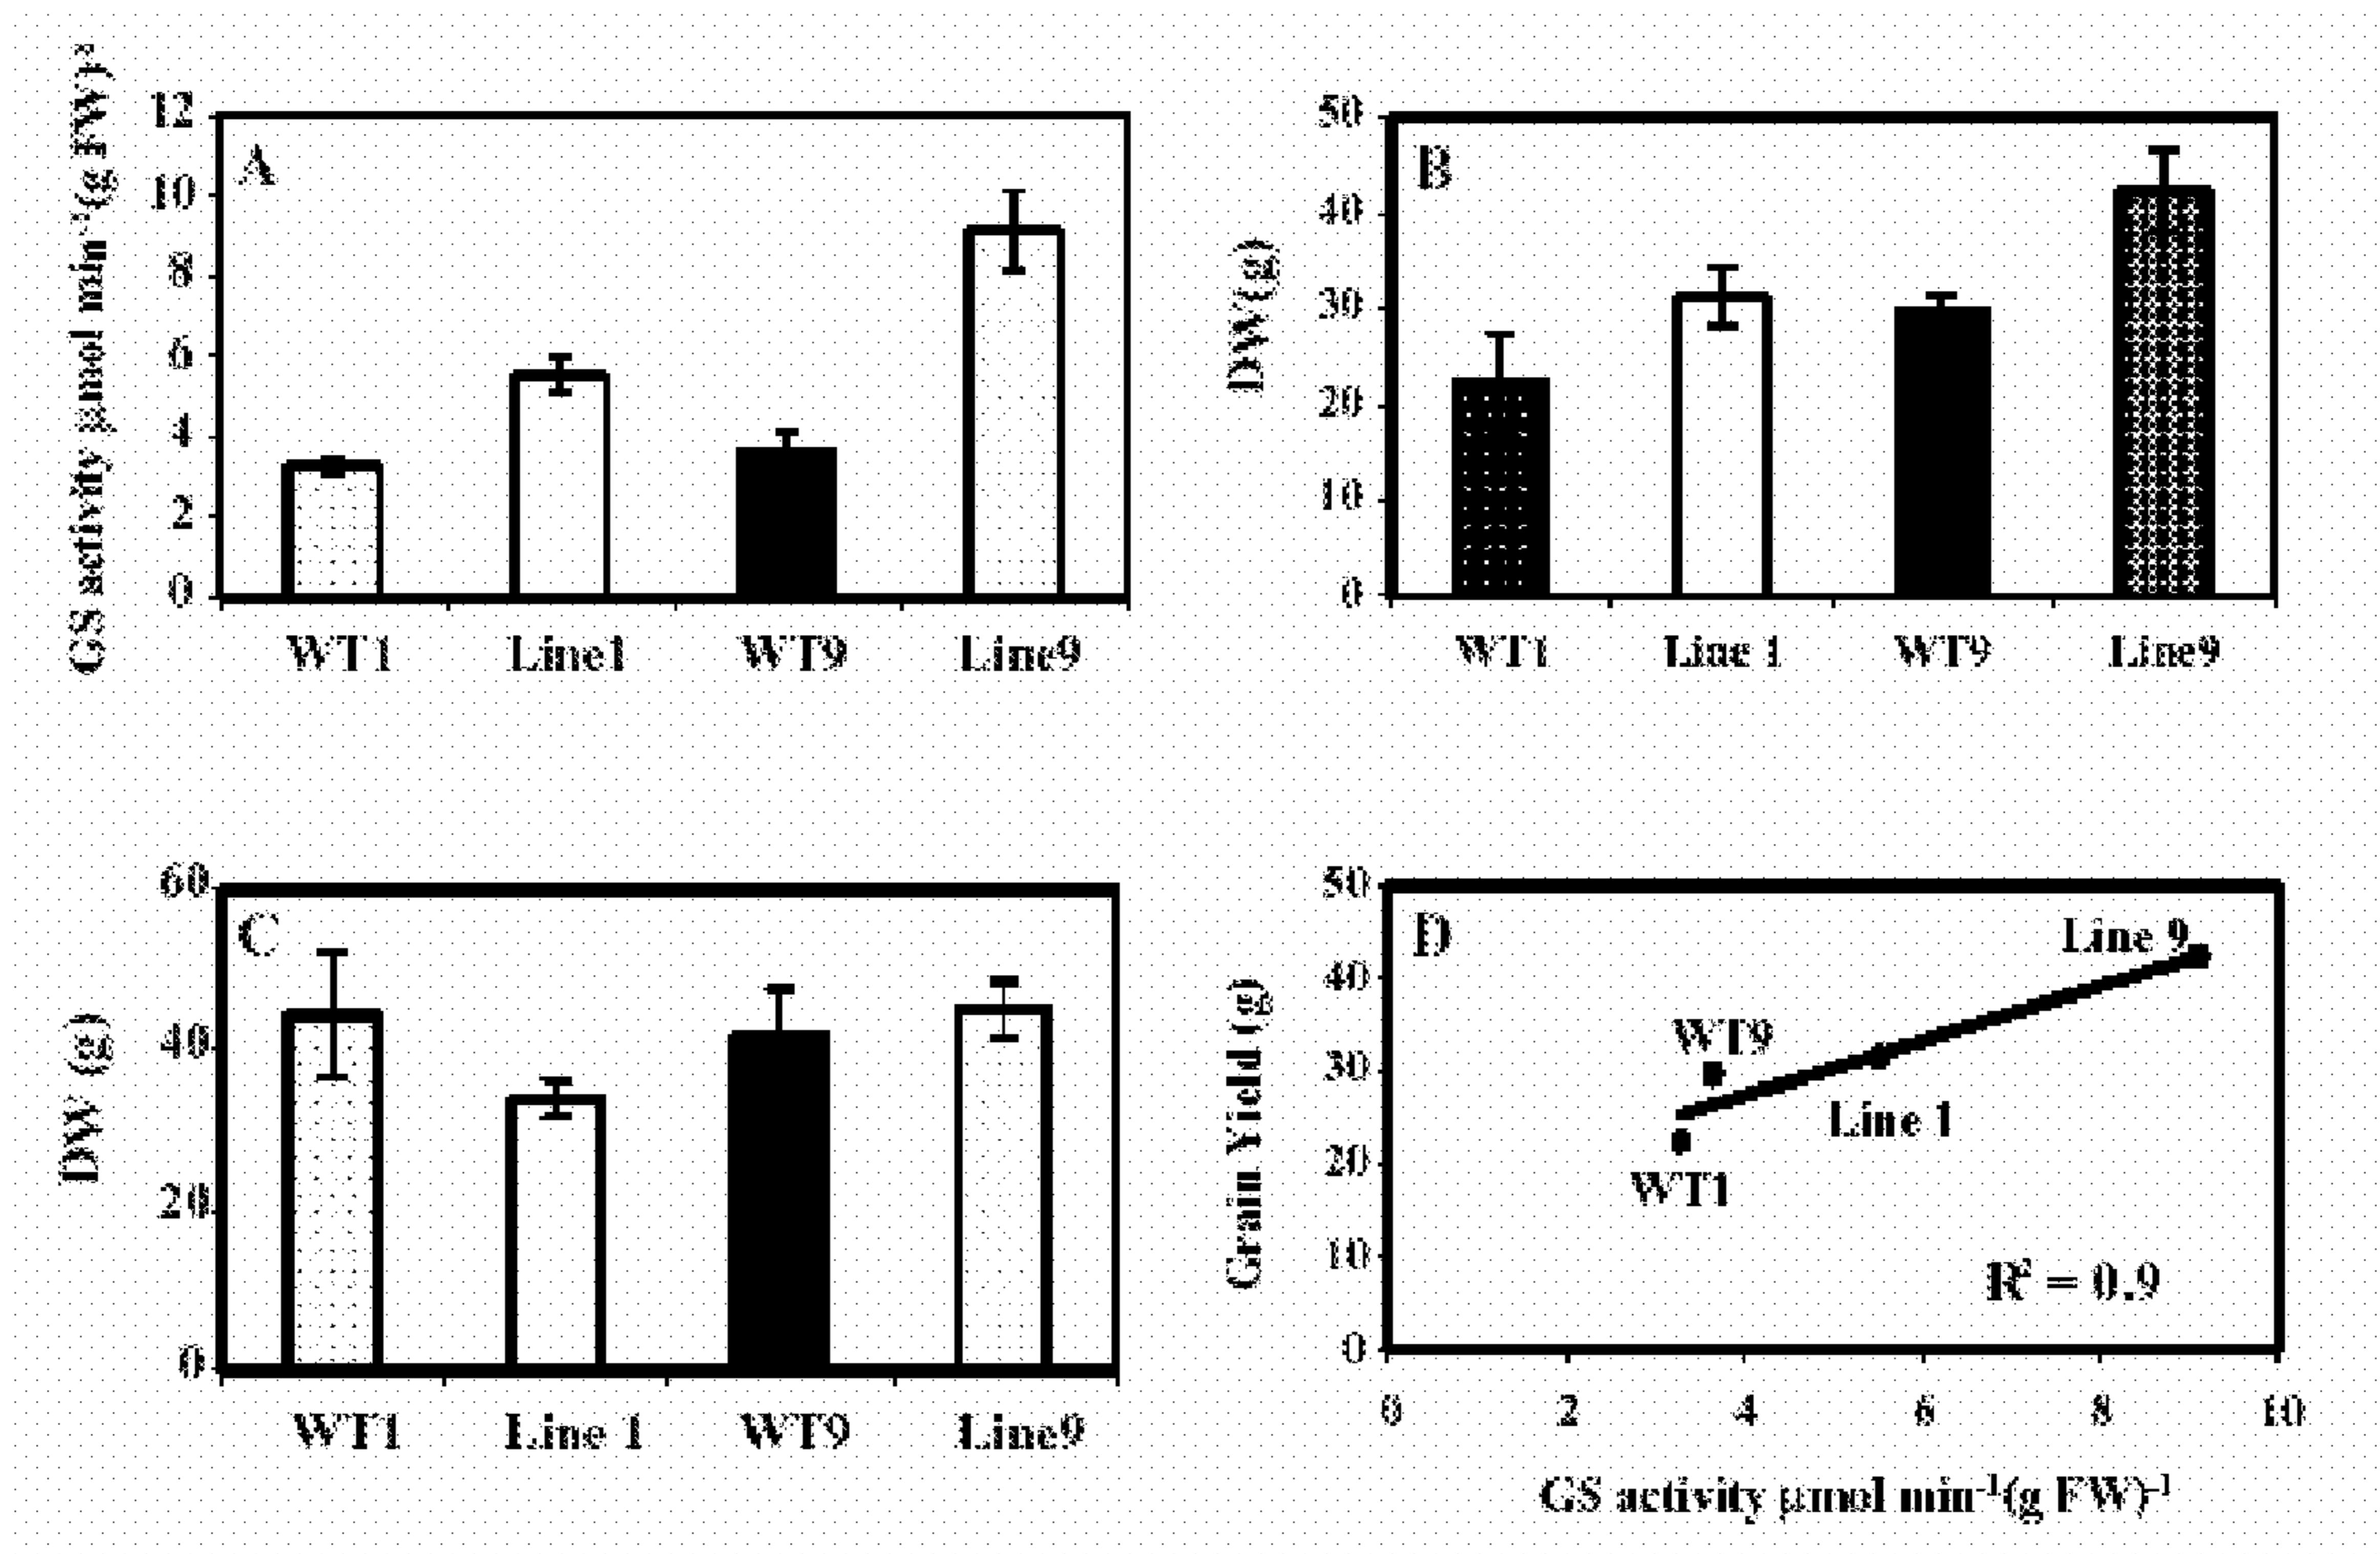 GS activity µmol min⁻¹(g FW)⁻¹
12
10
8
6
4
2
0
A
WT1 Line1 WT9 Line9
DW(g)
50
40
30
20
10
0
B
WT1 Line 1 WT9 Line9
DW (g)
60
40
20
0
C
WT1 Line 1 WT9 Line9
Grain Yield (g)
50
40
30
20
10
0
D
Line 9
WT9
Line 1
WT1
R² = 0.9
0 2 4 6 8 10
GS activity µmol min⁻¹(g FW)⁻¹